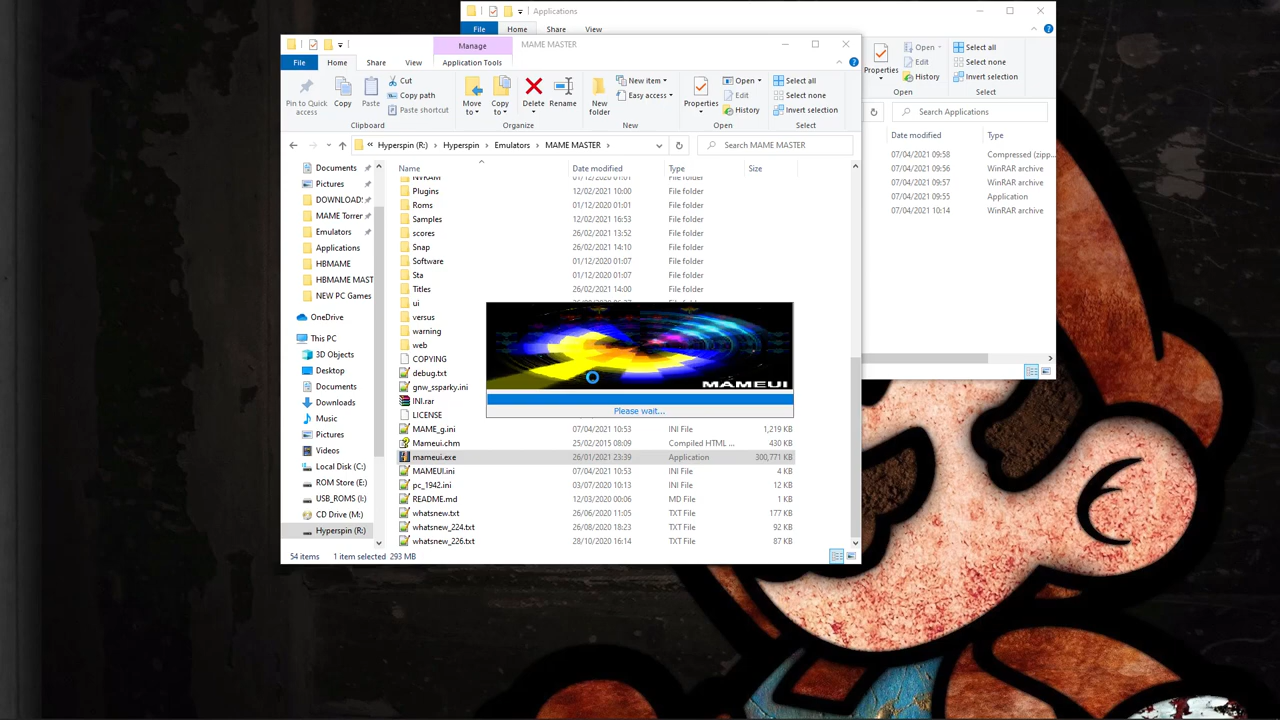 Applications
File Home Share View
Manage MAME MASTER
File Home Share View Application Tools
Pin to Quick access
Copy
Paste
Cut
Copy path
Paste shortcut
Clipboard
Move to
Copy to
Delete
Rename
Organize
New folder
New item
Easy access
New
Properties
Open
Edit
History
Open
Select all
Select none
Invert selection
Select
Properties
Open
Edit
History
Open
Select all
Select none
Invert selection
Select
« Hyperspin (R:) > Hyperspin > Emulators > MAME MASTER >
Search MAME MASTER
Search Applications
Date modified Type
07/04/2021 09:58 Compressed (zipp...
07/04/2021 09:56 WinRAR archive
07/04/2021 09:57 WinRAR archive
07/04/2021 09:55 Application
07/04/2021 10:14 WinRAR archive
Documents
Pictures
DOWNLOAD
MAME Torrer
Emulators
Applications
HBMAME
HBMAME MAST
NEW PC Games
OneDrive
This PC
3D Objects
Desktop
Documents
Downloads
Music
Pictures
Videos
Local Disk (C:)
ROM Store (E:)
USB_ROMS (I:)
CD Drive (M:)
Hyperspin (R:)
Name Date modified Type Size
NVRAM 01/12/2020 01:01 File folder
Plugins 12/02/2021 10:00 File folder
Roms 01/12/2020 01:01 File folder
Samples 12/02/2021 16:53 File folder
scores 26/02/2021 13:52 File folder
Snap 26/02/2021 14:10 File folder
Software 01/12/2020 01:07 File folder
Sta 01/12/2020 01:07 File folder
Titles 26/02/2021 14:00 File folder
ui
versus
warning
web
COPYING
debug.txt
gnw_ssparky.ini
INI.rar
LICENSE
MAME_g.ini 07/04/2021 10:53 INI File 1,219 KB
Mameui.chm 25/02/2015 08:09 Compiled HTML ... 430 KB
mameui.exe 26/01/2021 23:39 Application 300,771 KB
MAMEUI.ini 07/04/2021 10:53 INI File 4 KB
pc_1942.ini 03/07/2020 10:13 INI File 12 KB
README.md 12/03/2020 00:06 MD File 1 KB
whatsnew.txt 26/06/2020 11:05 TXT File 177 KB
whatsnew_224.txt 26/08/2020 18:23 TXT File 92 KB
whatsnew_226.txt 28/10/2020 16:14 TXT File 87 KB
MAMEUI
Please wait...
54 items 1 item selected 293 MB